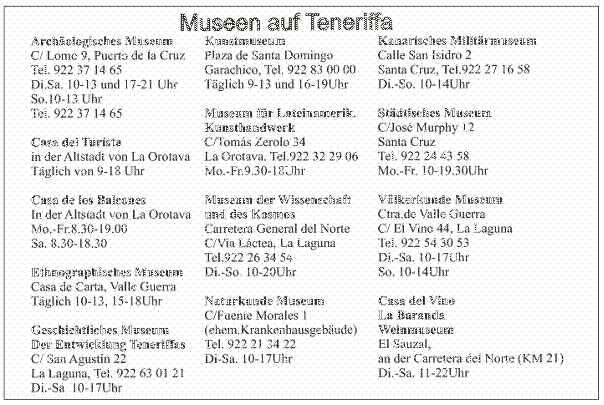 Museen auf Teneriffa
Archäologisches Museum
C/ Lomo 9, Puerto de la Cruz
Tel. 922 37 14 65
Di.Sa. 10-13 und 17-21 Uhr
So.10-13 Uhr
Tel. 922 37 14 65
Casa del Turista
in der Altstadt von La Orotava
Täglich von 9-18 Uhr
Casa de los Balcones
In der Altstadt von La Orotava
Mo.-Fr.8.30-19.00
Sa. 8.30-18.30
Ethnographisches Museum
Casa de Carta, Valle Guerra
Täglich 10-13, 15-18Uhr
Geschichtliches Museum
Der Entwicklung Teneriffas
C/ San Agustin 22
La Laguna, Tel. 922 63 01 21
Di.-Sa. 10-17Uhr
Kunstmuseum
Plaza de Santa Domingo
Garachico, Tel. 922 83 00 00
Täglich 9-13 und 16-19Uhr
Museum für Lateinamerik.
Kunsthandwerk
C/Tomás Zerolo 34
La Orotava. Tel.922 32 29 06
Mo.-Fr.9.30-18Uhr
Museum der Wissenschaft
und des Kosmos
Carretera General del Norte
C/Via Láctea, La Laguna
Tel.922 26 34 54
Di.-So. 10-20Uhr
Naturkunde Museum
C/Fuente Morales 1
(ehem.Krankenhausgebäude)
Tel. 922 21 34 22
Di-Sa. 10-17Uhr
Kanarisches Militärmuseum
Calle San Isidro 2
Santa Cruz, Tel.922 27 16 58
Di.-So. 10-14Uhr
Städtisches Museum
C/José Murphy 12
Santa Cruz
Tel. 922 24 43 58
Mo.-Fr. 10-19.30Uhr
Völkerkunde Museum
Ctra.de Valle Guerra
C/ El Vino 44, La Laguna
Tel. 922 54 30 53
Di.-Sa. 10-17Uhr
So. 10-14Uhr
Casa del Vino
La Baranda
Weinmuseum
El Sauzal,
an der Carretera del Norte (KM 21)
Di.-Sa. 11-22Uhr